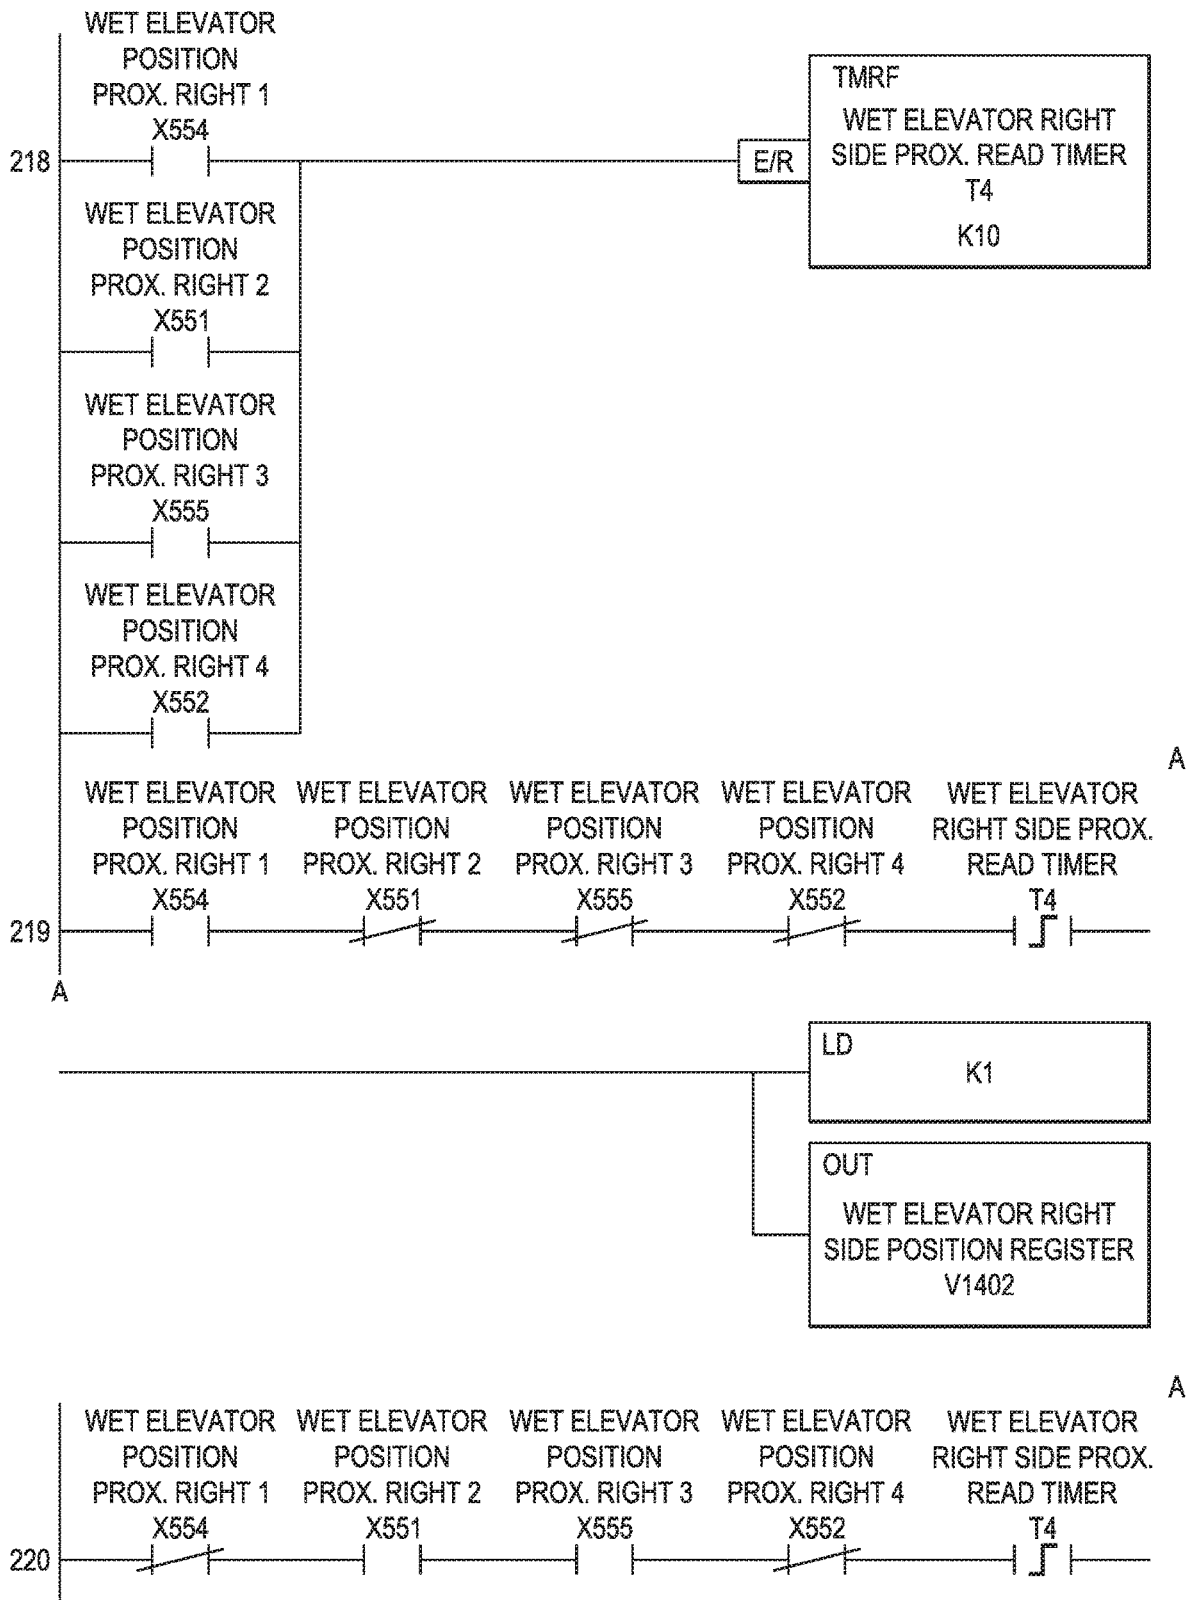 WET ELEVATOR
POSITION
PROX. RIGHT 1
X554
218
E/R
TMRF
WET ELEVATOR RIGHT
SIDE PROX. READ TIMER
T4
K10
WET ELEVATOR
POSITION
PROX. RIGHT 2
X551
WET ELEVATOR
POSITION
PROX. RIGHT 3
X555
WET ELEVATOR
POSITION
PROX. RIGHT 4
X552
A
WET ELEVATOR WET ELEVATOR WET ELEVATOR WET ELEVATOR WET ELEVATOR
POSITION POSITION POSITION POSITION RIGHT SIDE PROX.
PROX. RIGHT 1 PROX. RIGHT 2 PROX. RIGHT 3 PROX. RIGHT 4 READ TIMER
X554 X551 X555 X552 T4
219
A
LD
K1
OUT
WET ELEVATOR RIGHT
SIDE POSITION REGISTER
V1402
A
WET ELEVATOR WET ELEVATOR WET ELEVATOR WET ELEVATOR WET ELEVATOR
POSITION POSITION POSITION POSITION RIGHT SIDE PROX.
PROX. RIGHT 1 PROX. RIGHT 2 PROX. RIGHT 3 PROX. RIGHT 4 READ TIMER
X554 X551 X555 X552 T4
220